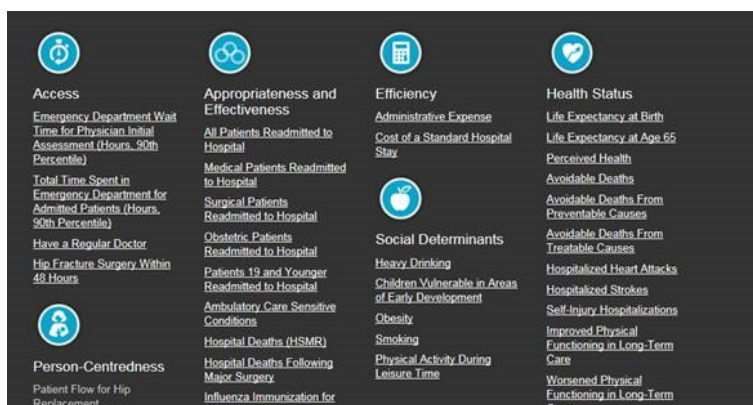 Access
Emergency Department Wait
Time for Physician Initial
Assessment (Hours, 90th
Percentile)
Total Time Spent in
Emergency Department for
Admitted Patients (Hours,
90th Percentile)
Have a Regular Doctor
Hip Fracture Surgery Within
48 Hours
Person-Centredness
Patient Flow for Hip
Replacement
Appropriateness and
Effectiveness
All Patients Readmitted to
Hospital
Medical Patients Readmitted
to Hospital
Surgical Patients
Readmitted to Hospital
Obstetric Patients
Readmitted to Hospital
Patients 19 and Younger
Readmitted to Hospital
Ambulatory Care Sensitive
Conditions
Hospital Deaths (HSMR)
Hospital Deaths Following
Major Surgery
Influenza Immunization for
Efficiency
Administrative Expense
Cost of a Standard Hospital
Stay
Social Determinants
Heavy Drinking
Children Vulnerable in Areas
of Early Development
Obesity
Smoking
Physical Activity During
Leisure Time
Health Status
Life Expectancy at Birth
Life Expectancy at Age 65
Perceived Health
Avoidable Deaths
Avoidable Deaths From
Preventable Causes
Avoidable Deaths From
Treatable Causes
Hospitalized Heart Attacks
Hospitalized Strokes
Self-Injury Hospitalizations
Improved Physical
Functioning in Long-Term
Care
Worsened Physical
Functioning in Long-Term